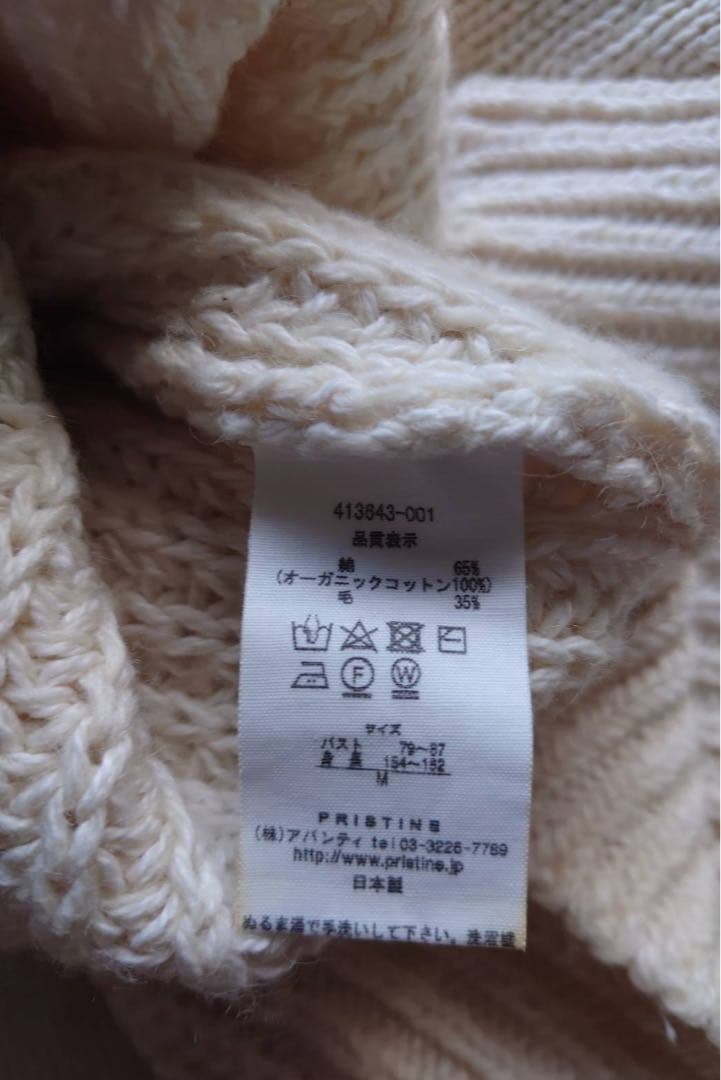 413643-001
品質表示
綿 65%
(オーガニックコットン100%)
毛 35%
F W
サイズ
バスト 79~87
身長 154~162
M
PRISTINE
(株)アバンティ tel 03-3226-7789
http://www.pristine.jp
日本製
ぬるま湯で手洗いして下さい。洗濯